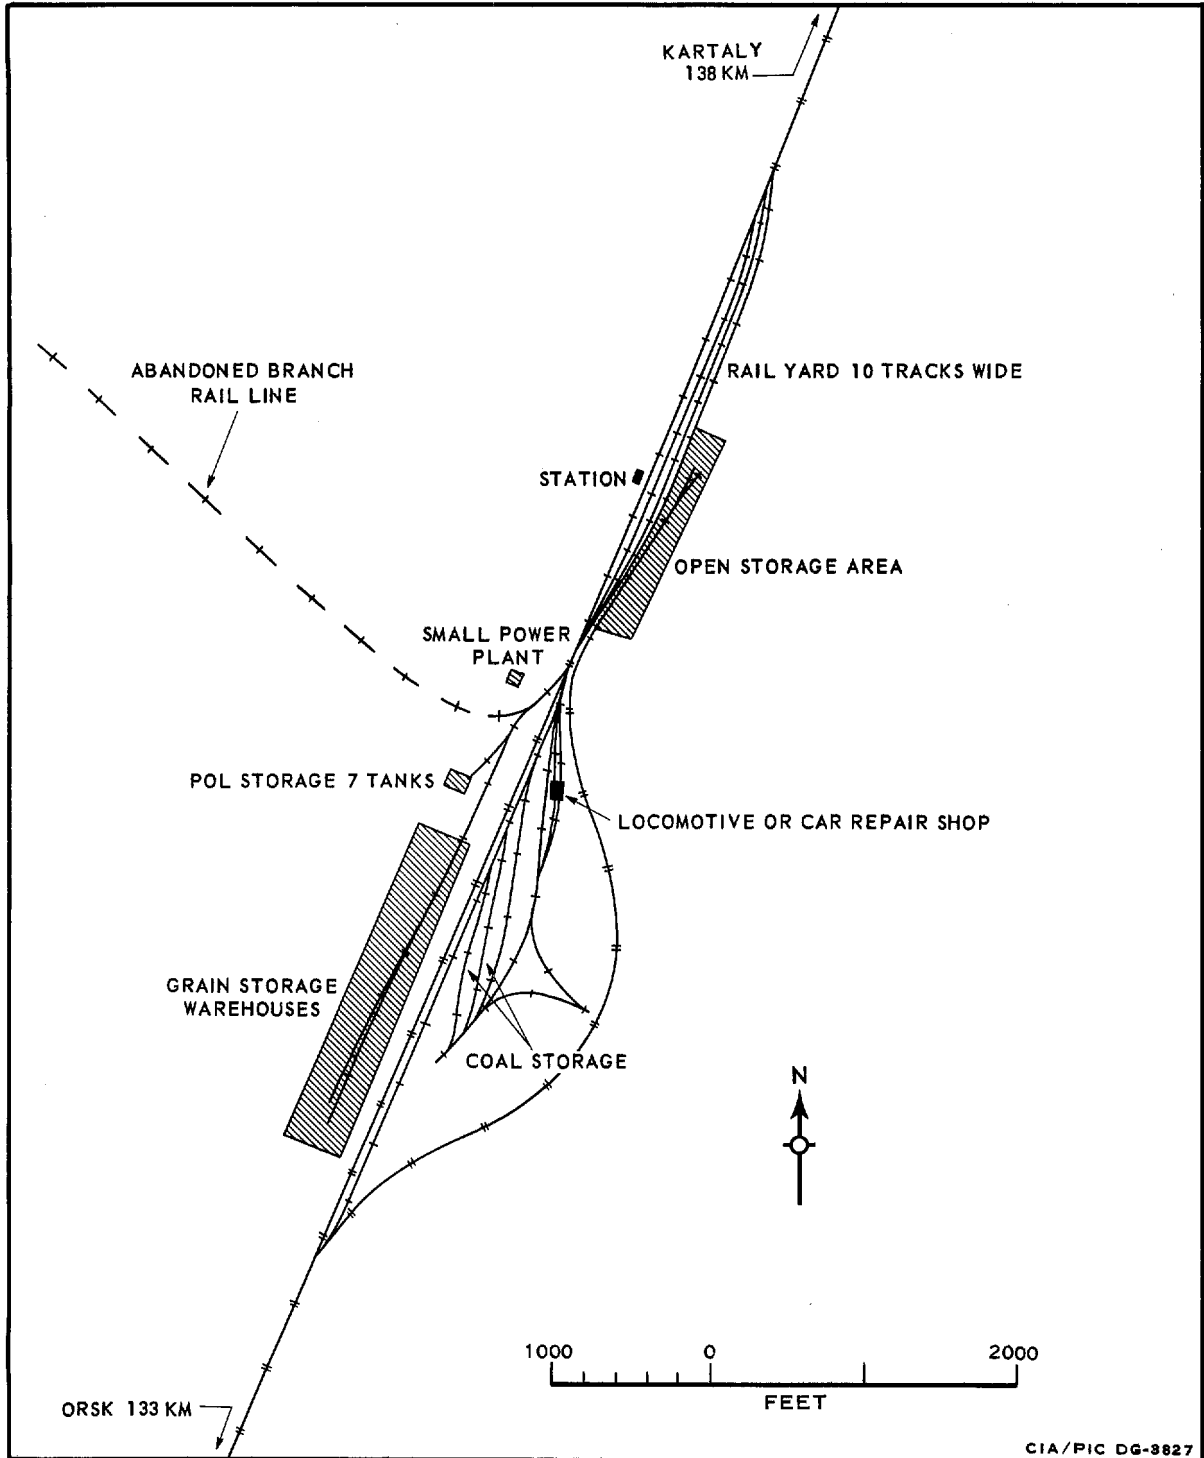 KARTALY
138 KM
ABANDONED BRANCH
RAIL LINE
RAIL YARD 10 TRACKS WIDE
STATION
OPEN STORAGE AREA
SMALL POWER
PLANT
POL STORAGE 7 TANKS
LOCOMOTIVE OR CAR REPAIR SHOP
GRAIN STORAGE
WAREHOUSES
COAL STORAGE
N
1000 0 2000
FEET
ORSK 133 KM
CIA/PIC DG-3827